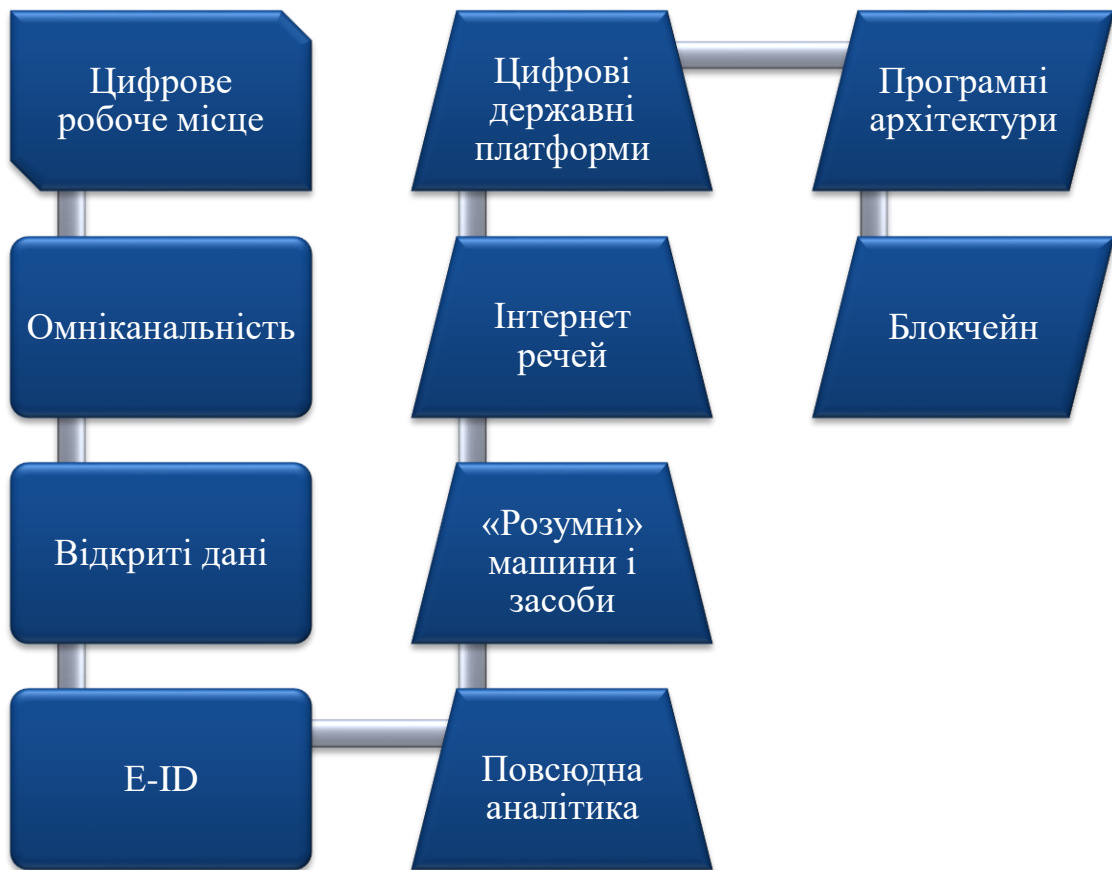 Цифрове
робоче місце
Омніканальність
Відкриті дані
E-ID
Повсюдна
аналітика
«Розумні»
машини і
засоби
Інтернет
речей
Цифрові
державні
платформи
Програмні
архітектури
Блокчейн